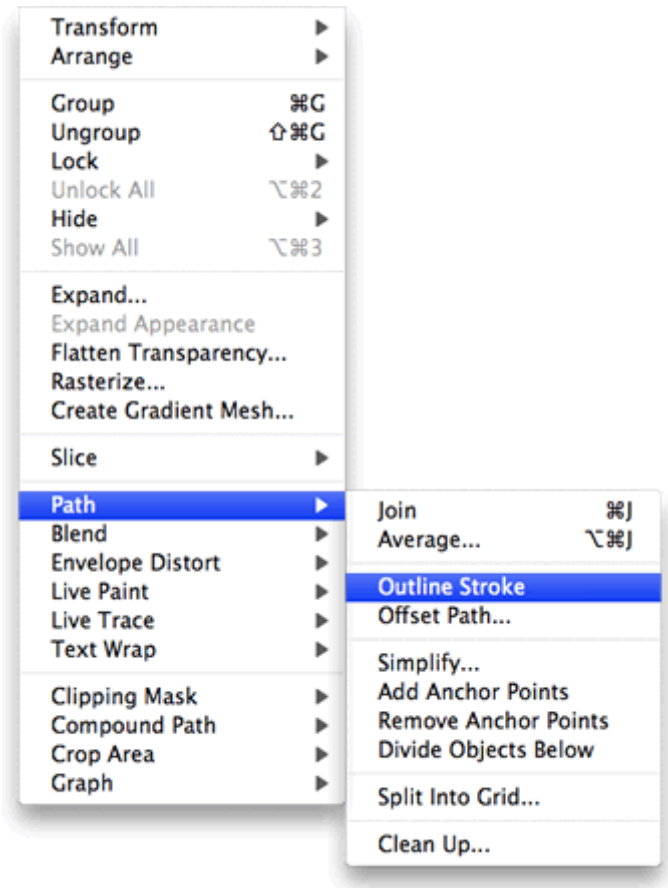 Transform ▶
Arrange ▶
Group ⌘G
Ungroup ⇧⌘G
Lock ▶
Unlock All ⌥⌘2
Hide ▶
Show All ⌥⌘3
Expand...
Expand Appearance
Flatten Transparency...
Rasterize...
Create Gradient Mesh...
Slice ▶
Path ▶
Blend ▶
Envelope Distort ▶
Live Paint ▶
Live Trace ▶
Text Wrap ▶
Clipping Mask ▶
Compound Path ▶
Crop Area ▶
Graph ▶
Join ⌘J
Average... ⌥⌘J
Outline Stroke
Offset Path...
Simplify...
Add Anchor Points
Remove Anchor Points
Divide Objects Below
Split Into Grid...
Clean Up...